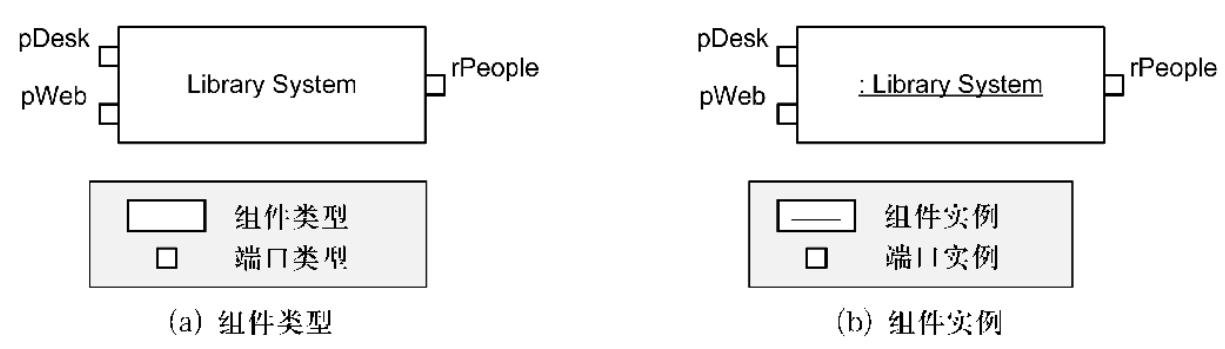 pDesk
pWeb
Library System
rPeople
组件类型
端口类型
(a) 组件类型
pDesk
pWeb
: Library System
rPeople
组件实例
端口实例
(b) 组件实例